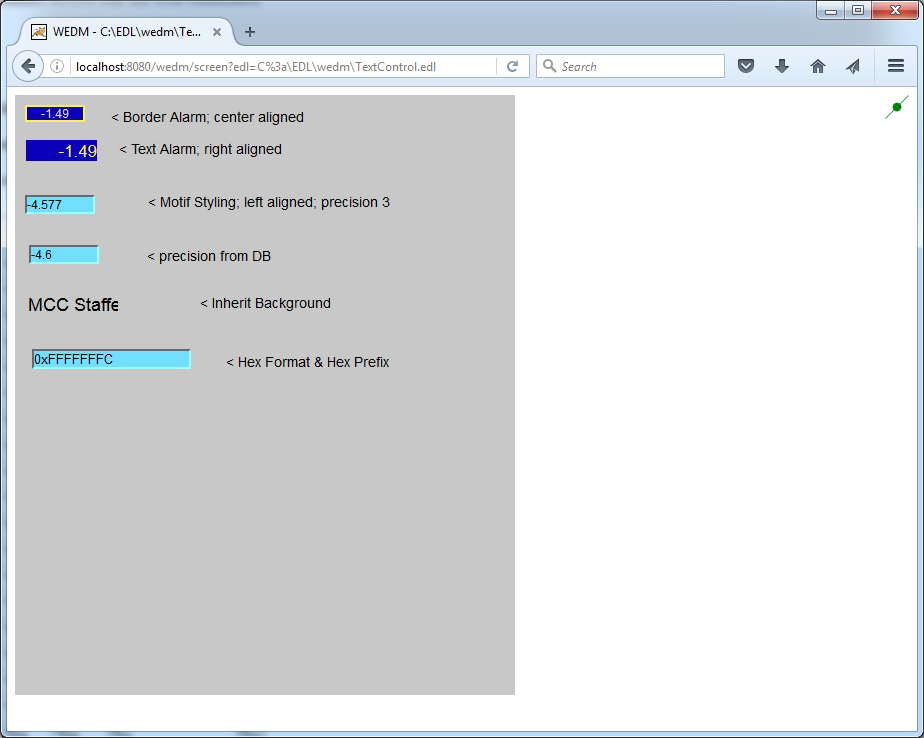 WEDM - C:\EDL\wedm\Te...
localhost:8080/wedm/screen?edl=C%3a\EDL\wedm\TextControl.edl
Search
-1.49
< Border Alarm; center aligned
-1.49
< Text Alarm; right aligned
-4.577
< Motif Styling; left aligned; precision 3
-4.6
< precision from DB
MCC Staffe
< Inherit Background
0xFFFFFFFC
< Hex Format & Hex Prefix